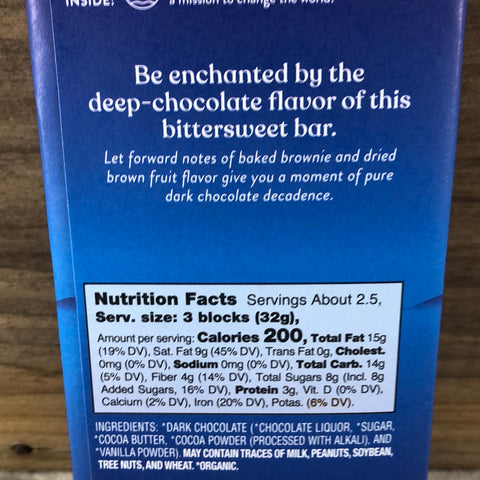 INSIDE:
a mission to change the world.
Be enchanted by the
deep-chocolate flavor of this
bittersweet bar.
Let forward notes of baked brownie and dried
brown fruit flavor give you a moment of pure
dark chocolate decadence.
Nutrition Facts Servings About 2.5,
Serv. size: 3 blocks (32g),
Amount per serving: Calories 200, Total Fat 15g
(19% DV), Sat. Fat 9g (45% DV), Trans Fat 0g, Cholest.
0mg (0% DV), Sodium 0mg (0% DV), Total Carb. 14g
(5% DV), Fiber 4g (14% DV), Total Sugars 8g (Incl. 8g
Added Sugars, 16% DV), Protein 3g, Vit. D (0% DV),
Calcium (2% DV), Iron (20% DV), Potas. (6% DV).
INGREDIENTS: *DARK CHOCOLATE (*CHOCOLATE LIQUOR, *SUGAR,
*COCOA BUTTER, *COCOA POWDER (PROCESSED WITH ALKALI), AND
*VANILLA POWDER). MAY CONTAIN TRACES OF MILK, PEANUTS, SOYBEAN,
TREE NUTS, AND WHEAT. *ORGANIC.